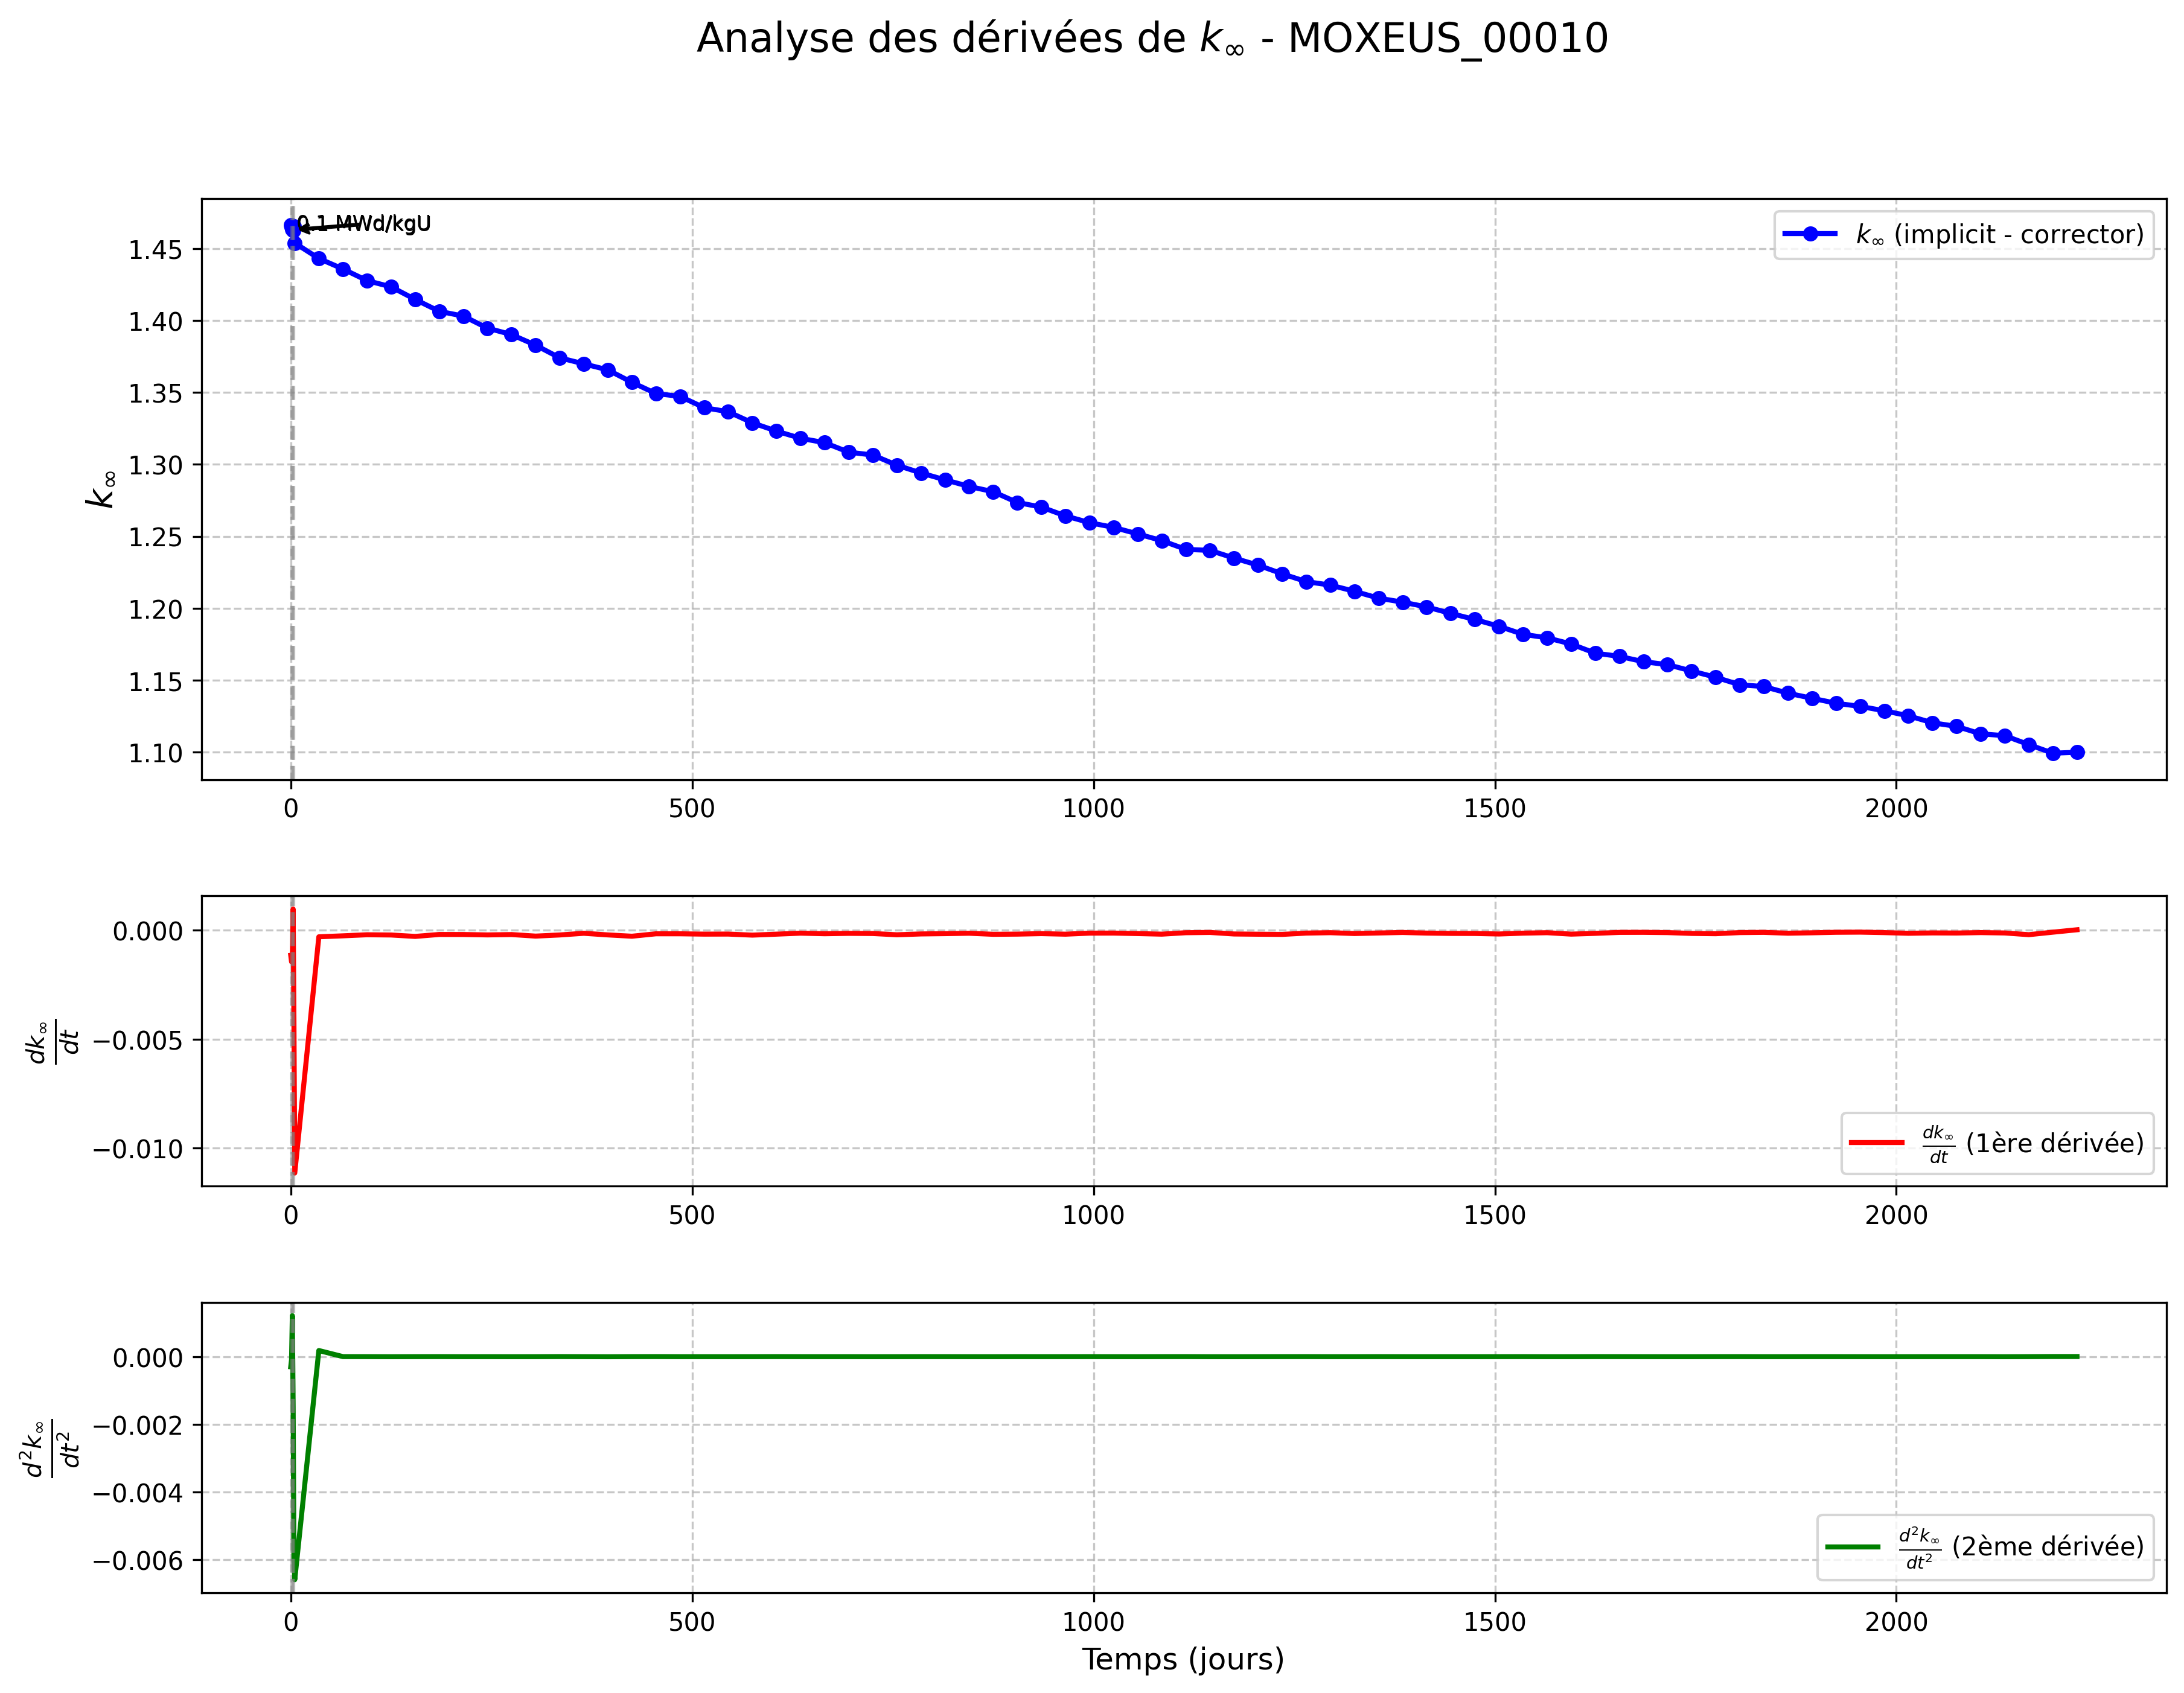 Analyse des dérivées de k∞ - MOXEUS_00010
0.1 MWd/kgU
k∞ (implicit - corrector)
k∞
1.45
1.40
1.35
1.30
1.25
1.20
1.15
1.10
0 500 1000 1500 2000
dk∞/dt
0.000
−0.005
−0.010
dk∞/dt (1ère dérivée)
0 500 1000 1500 2000
d²k∞/dt²
0.000
−0.002
−0.004
−0.006
d²k∞/dt² (2ème dérivée)
0 500 1000 1500 2000
Temps (jours)